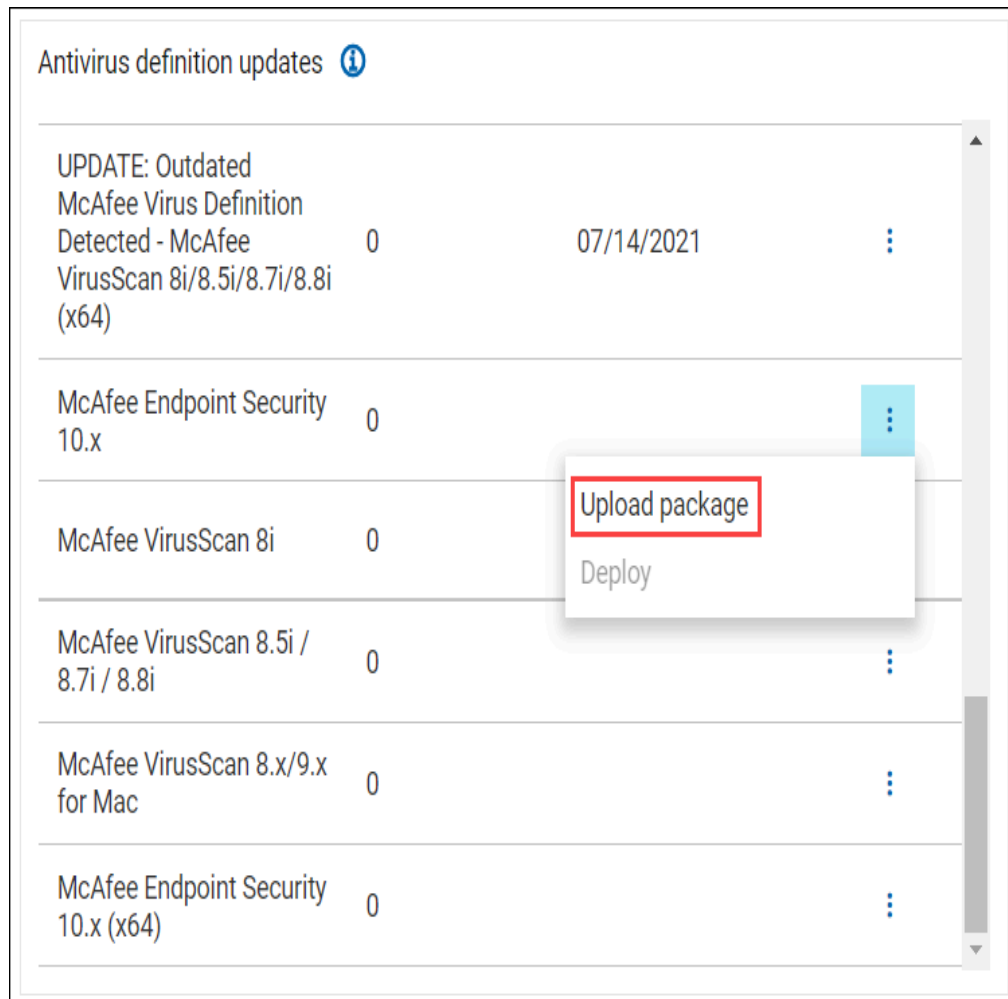 Antivirus definition updates
UPDATE: Outdated
McAfee Virus Definition
Detected - McAfee
VirusScan 8i/8.5i/8.7i/8.8i
(x64)
0
07/14/2021
McAfee Endpoint Security
10.x
0
Upload package
Deploy
McAfee VirusScan 8i
0
McAfee VirusScan 8.5i /
8.7i / 8.8i
0
McAfee VirusScan 8.x/9.x
for Mac
0
McAfee Endpoint Security
10.x (x64)
0